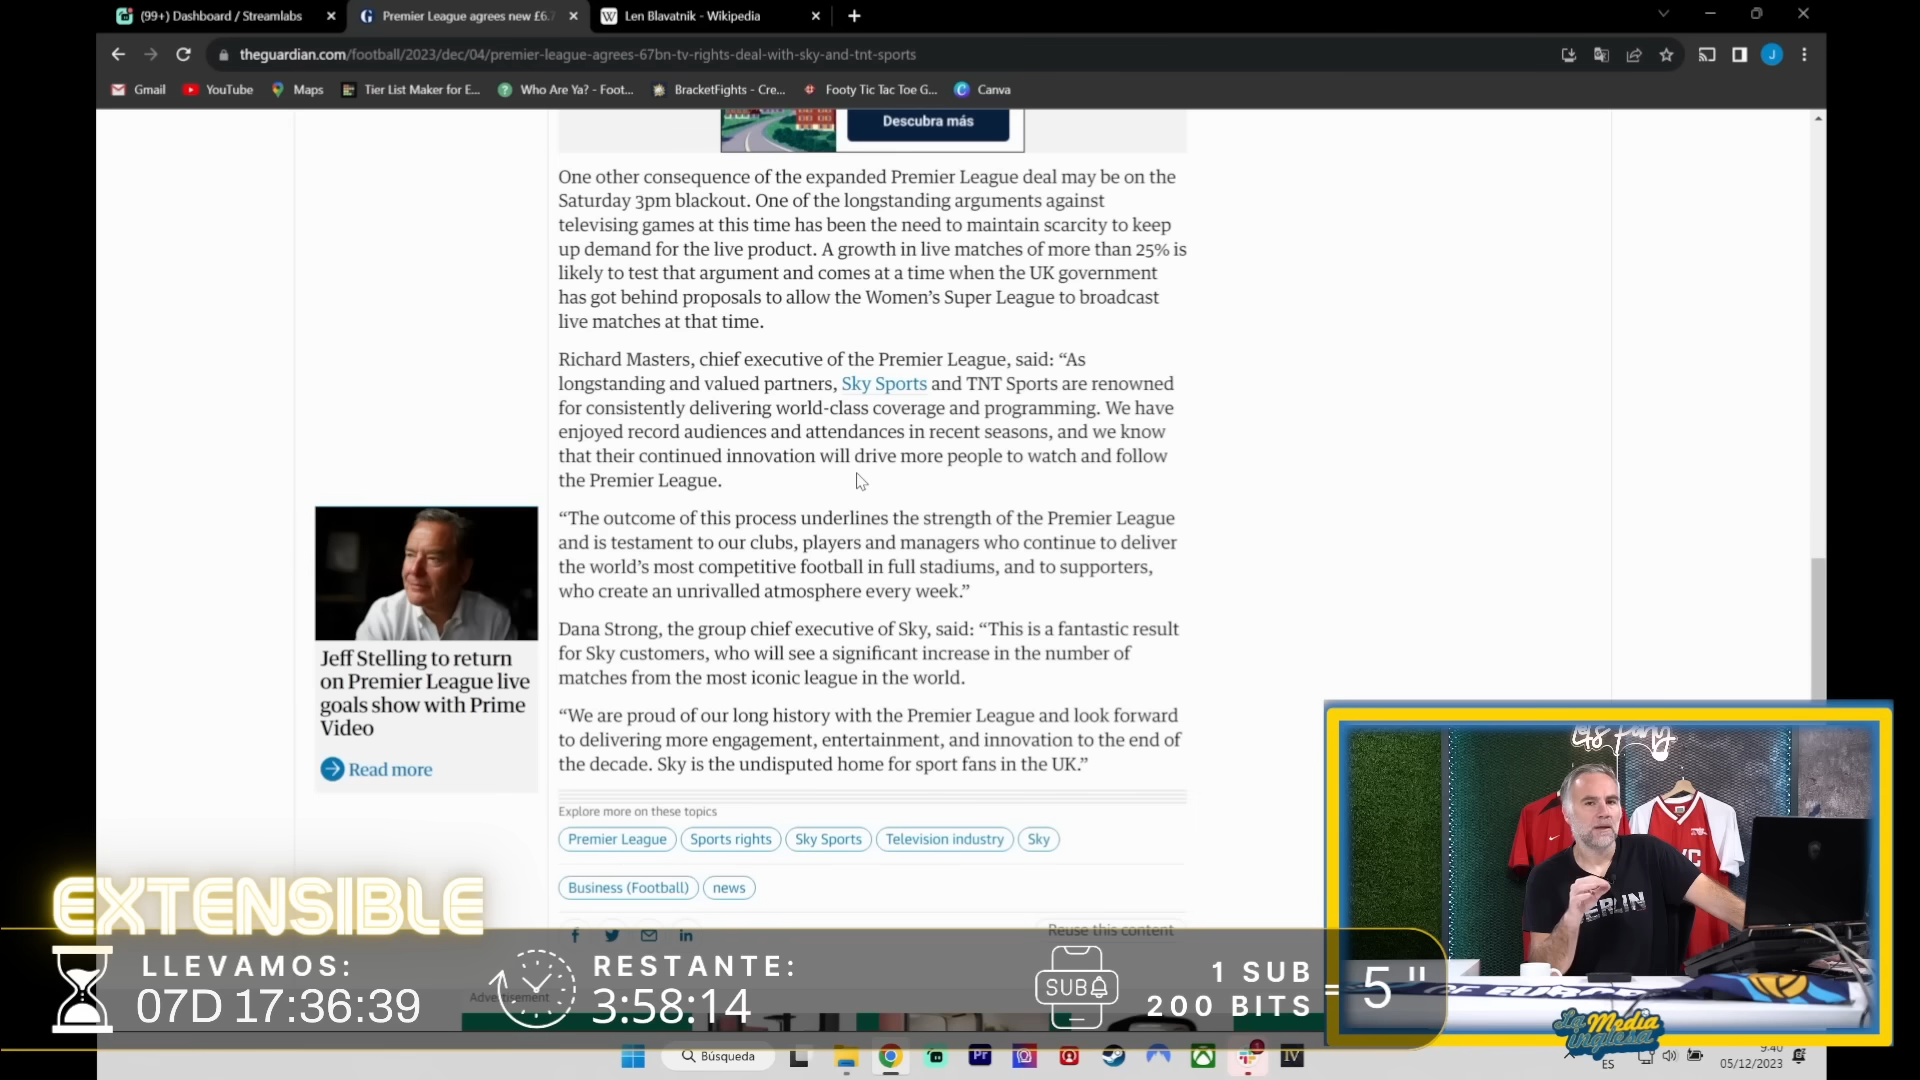 (99+) Dashboard / Streamlabs
Premier League agrees new £6.
Len Blavatnik - Wikipedia
theguardian.com/football/2023/dec/04/premier-league-agrees-67bn-tv-rights-deal-with-sky-and-tnt-sports
J
Gmail
YouTube
Maps
Tier List Maker for E...
Who Are Ya? - Foot...
BracketFights - Cre...
Footy Tic Tac Toe G...
Canva
Descubra más
One other consequence of the expanded Premier League deal may be on the
Saturday 3pm blackout. One of the longstanding arguments against
televising games at this time has been the need to maintain scarcity to keep
up demand for the live product. A growth in live matches of more than 25% is
likely to test that argument and comes at a time when the UK government
has got behind proposals to allow the Women's Super League to broadcast
live matches at that time.
Richard Masters, chief executive of the Premier League, said: “As
longstanding and valued partners, Sky Sports and TNT Sports are renowned
for consistently delivering world-class coverage and programming. We have
enjoyed record audiences and attendances in recent seasons, and we know
that their continued innovation will drive more people to watch and follow
the Premier League.
“The outcome of this process underlines the strength of the Premier League
and is testament to our clubs, players and managers who continue to deliver
the world's most competitive football in full stadiums, and to supporters,
who create an unrivalled atmosphere every week.”
Dana Strong, the group chief executive of Sky, said: “This is a fantastic result
for Sky customers, who will see a significant increase in the number of
matches from the most iconic league in the world.
“We are proud of our long history with the Premier League and look forward
to delivering more engagement, entertainment, and innovation to the end of
the decade. Sky is the undisputed home for sport fans in the UK.”
Jeff Stelling to return
on Premier League live
goals show with Prime
Video
Read more
Explore more on these topics
Premier League
Sports rights
Sky Sports
Television industry
Sky
Business (Football)
news
Reuse this content
Advertisement
EXTENSIBLE
LLEVAMOS:
07D 17:36:39
RESTANTE:
3:58:14
SUB
1 SUB
200 BITS
= 5"
BERLIN
OF EUROPE
La Media
Inglesa
Búsqueda
Pr
IV
ES
9:40
05/12/2023